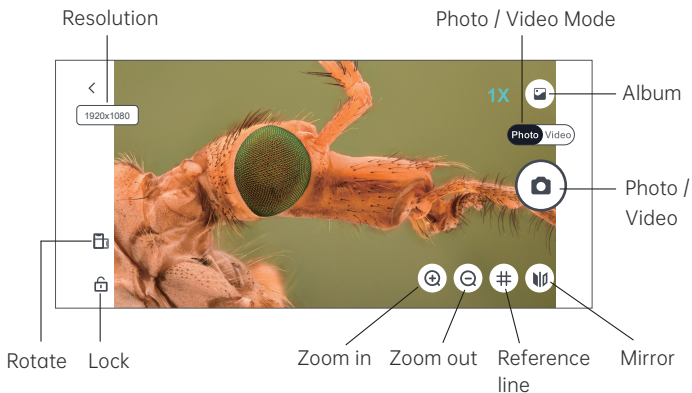 Resolution
Photo / Video Mode
1X
Album
1920x1080
Photo Video
Photo /
Video
Rotate
Lock
Zoom in
Zoom out
Reference
line
Mirror